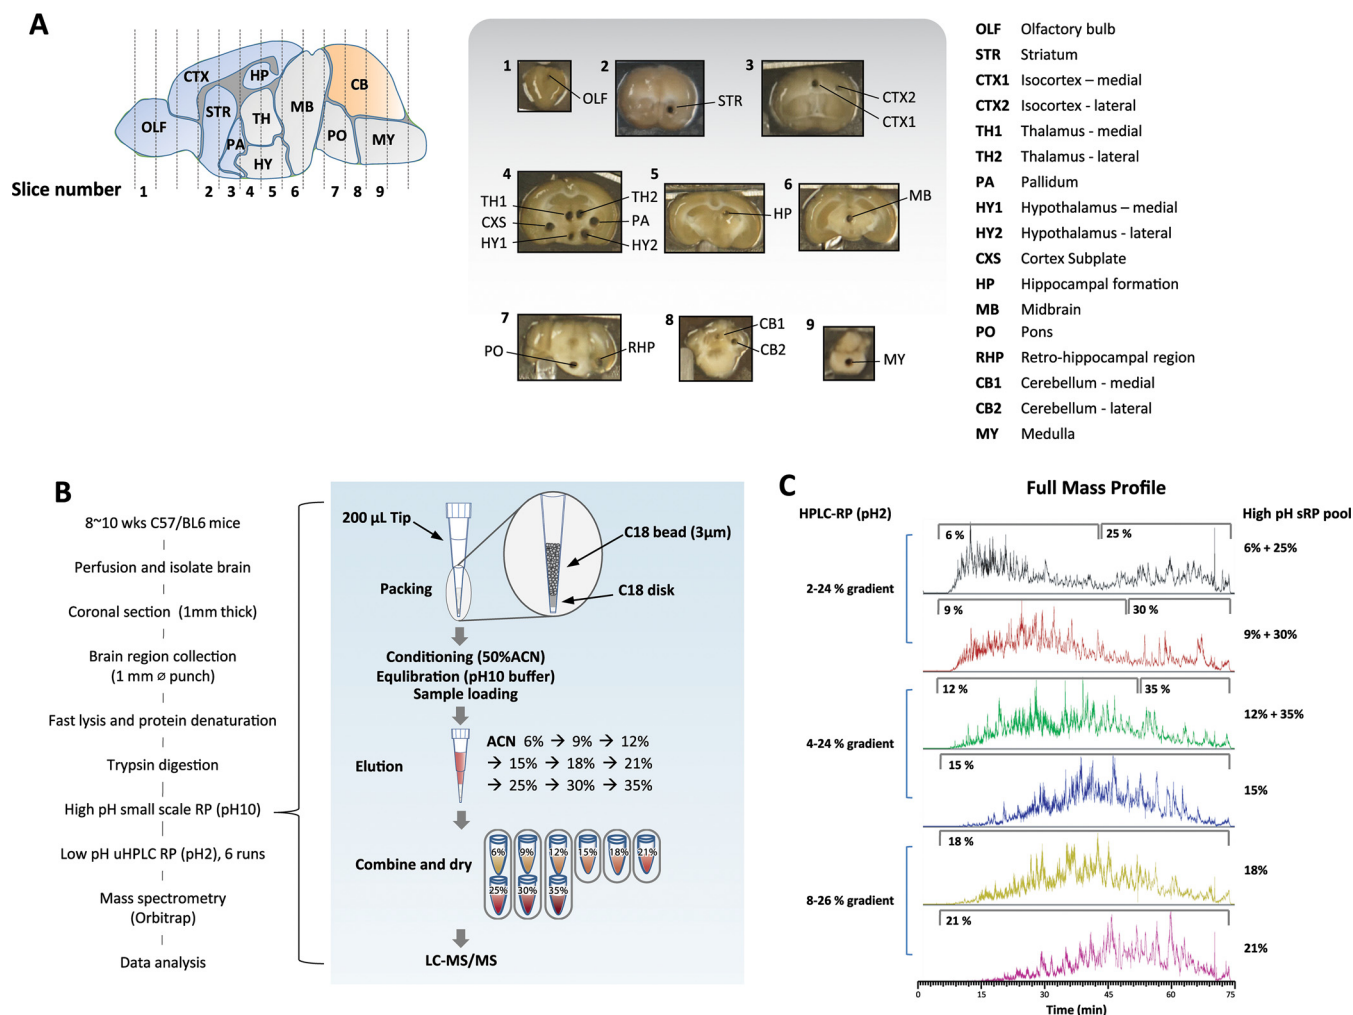 A
CTX
HP
CB
STR
MB
OLF
TH
PO
MY
PA
HY
Slice number 1 2 3 4 5 6 7 8 9
1
OLF
2
STR
3
CTX2
CTX1
4
TH1
TH2
CXS
PA
HY1
HY2
5
HP
6
MB
7
PO
RHP
8
CB1
CB2
9
MY
OLF Olfactory bulb
STR Striatum
CTX1 Isocortex – medial
CTX2 Isocortex - lateral
TH1 Thalamus - medial
TH2 Thalamus - lateral
PA Pallidum
HY1 Hypothalamus – medial
HY2 Hypothalamus - lateral
CXS Cortex Subplate
HP Hippocampal formation
MB Midbrain
PO Pons
RHP Retro-hippocampal region
CB1 Cerebellum - medial
CB2 Cerebellum - lateral
MY Medulla
B
8~10 wks C57/BL6 mice
Perfusion and isolate brain
Coronal section (1mm thick)
Brain region collection
(1 mm ø punch)
Fast lysis and protein denaturation
Trypsin digestion
High pH small scale RP (pH10)
Low pH uHPLC RP (pH2), 6 runs
Mass spectrometry
(Orbitrap)
Data analysis
200 µL Tip
C18 bead (3µm)
Packing
C18 disk
Conditioning (50%ACN)
Equlibration (pH10 buffer)
Sample loading
Elution
ACN 6% → 9% → 12%
→ 15% → 18% → 21%
→ 25% → 30% → 35%
Combine and dry
6% 9% 12% 15% 18% 21%
25% 30% 35%
LC-MS/MS
C
Full Mass Profile
HPLC-RP (pH2)
High pH sRP pool
6 %
25 %
6% + 25%
2-24 % gradient
9 %
30 %
9% + 30%
12 %
35 %
12% + 35%
4-24 % gradient
15 %
15%
18 %
18%
8-26 % gradient
21 %
21%
0 15 30 45 60 75
Time (min)